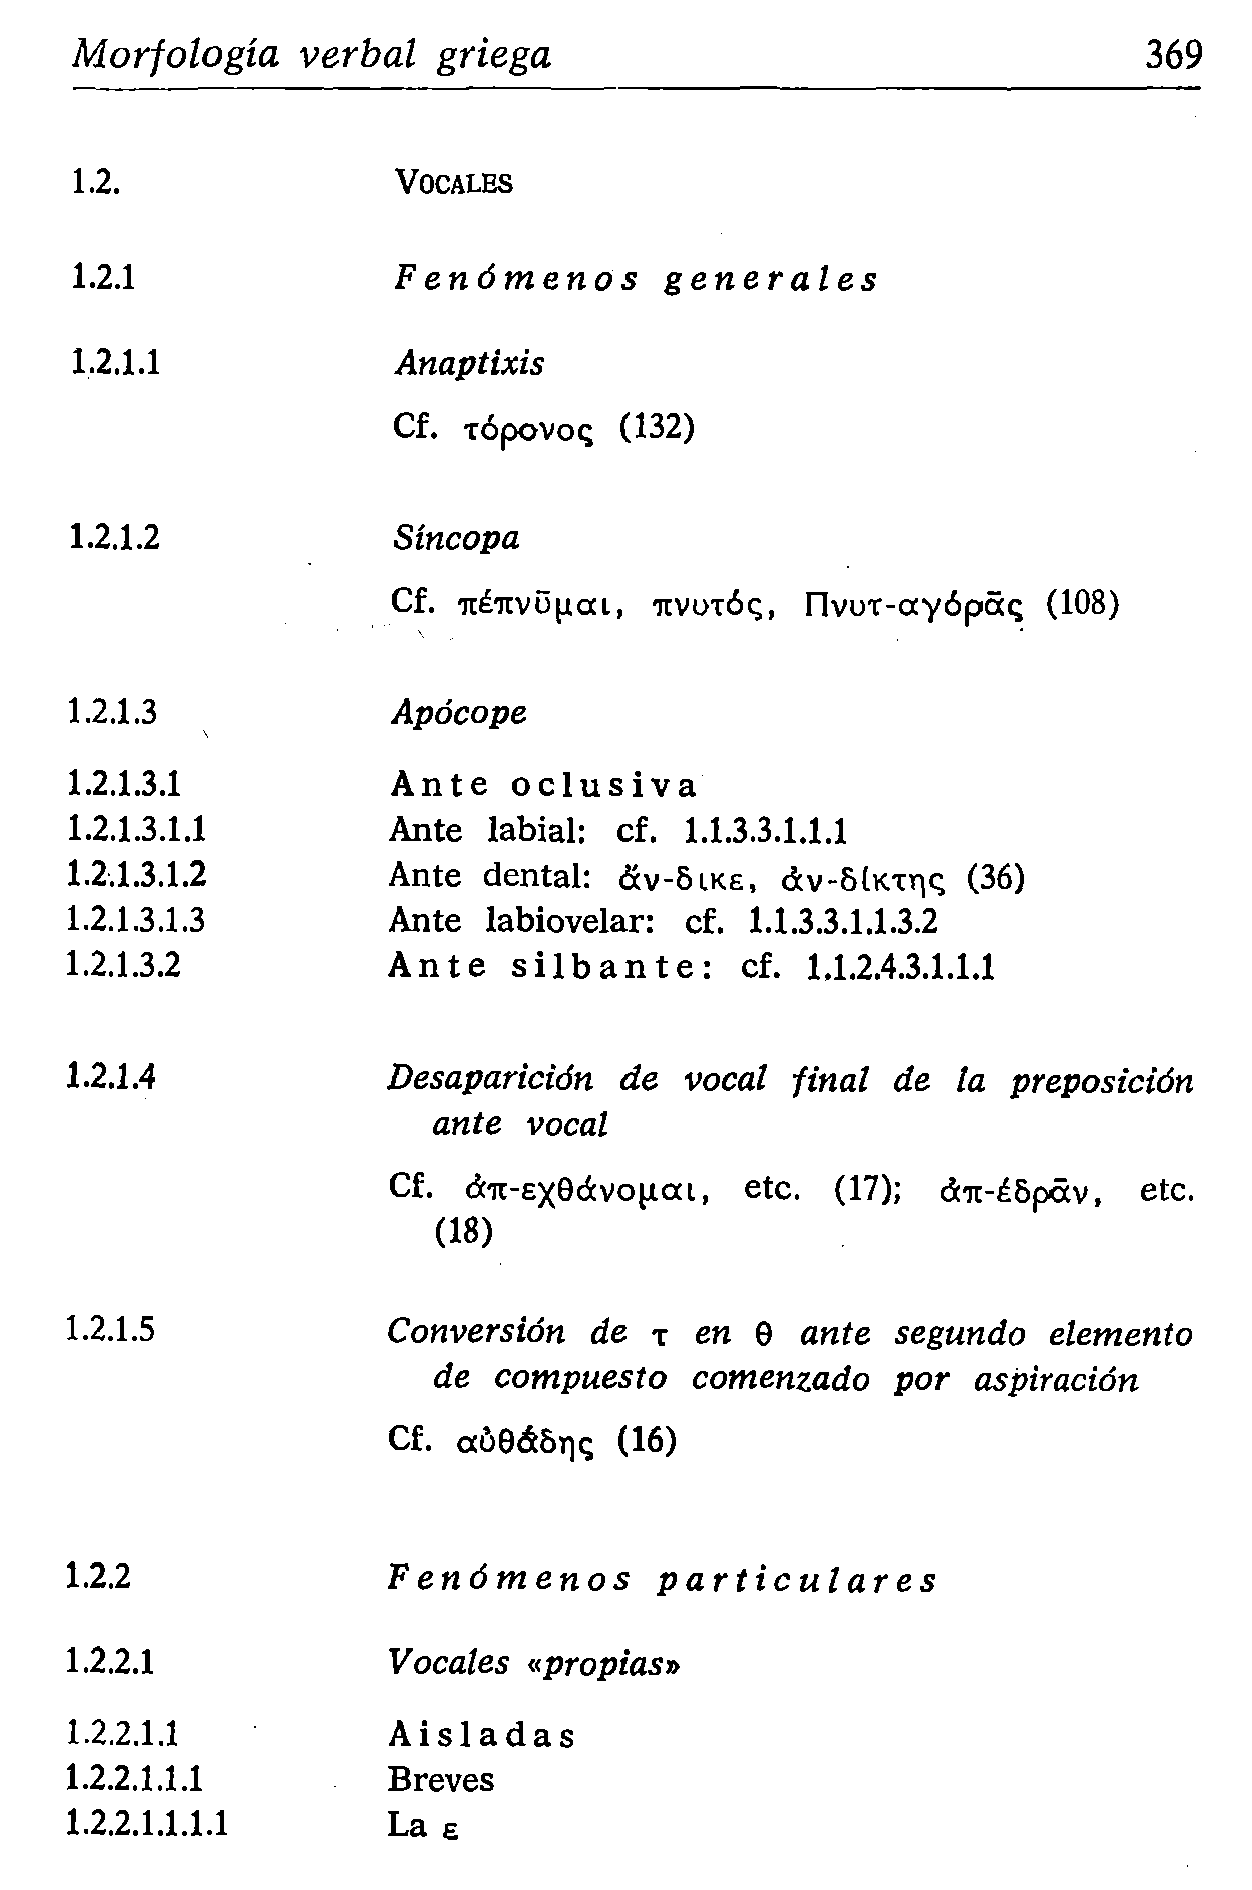 Morfología verbal griega 369
1.2. VOCALES
1.2.1 Fenómenos generales
1.2.1.1 Anaptixis
Cf. τόρονος (132)
1.2.1.2 Síncopa
Cf. πέπνῡμαι, πνυτός, Πνυτ-αγόρᾱς (108)
1.2.1.3 Apócope
1.2.1.3.1 Ante oclusiva
1.2.1.3.1.1 Ante labial: cf. 1.1.3.3.1.1.1
1.2.1.3.1.2 Ante dental: ἄν-δικε, ἀν-δίκτης (36)
1.2.1.3.1.3 Ante labiovelar: cf. 1.1.3.3.1.1.3.2
1.2.1.3.2 Ante silbante: cf. 1.1.2.4.3.1.1.1
1.2.1.4 Desaparición de vocal final de la preposición
ante vocal
Cf. ἀπ-εχθάνομαι, etc. (17); ἀπ-έδρᾱν, etc.
(18)
1.2.1.5 Conversión de τ en θ ante segundo elemento
de compuesto comenzado por aspiración
Cf. αὐθάδης (16)
1.2.2 Fenómenos particulares
1.2.2.1 Vocales «propias»
1.2.2.1.1 Aisladas
1.2.2.1.1.1 Breves
1.2.2.1.1.1.1 La ε